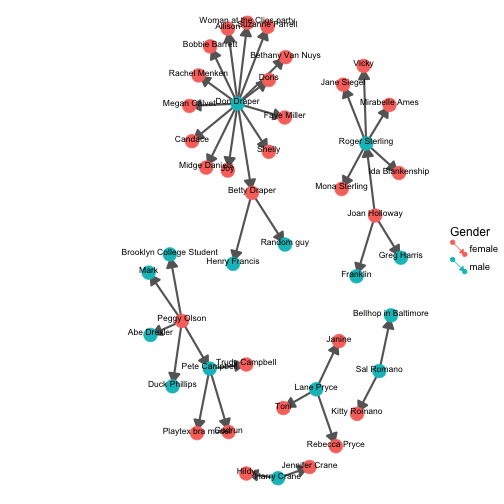 Woman at the Clios party
Allison
Suzanne Farrell
Bobbie Barrett
Bethany Van Nuys
Rachel Menken
Doris
Megan Calvet
Don Draper
Faye Miller
Candace
Shelly
Midge Daniels
Joy
Betty Draper
Random guy
Henry Francis
Vicky
Jane Siegel
Mirabelle Ames
Roger Sterling
Ida Blankenship
Mona Sterling
Joan Holloway
Greg Harris
Franklin
Gender
female
male
Brooklyn College Student
Mark
Peggy Olson
Abe Drexler
Pete Campbell
Trudy Campbell
Duck Phillips
Playtex bra model
Gudrun
Bellhop in Baltimore
Janine
Sal Romano
Lane Pryce
Toni
Kitty Romano
Rebecca Pryce
Jennifer Crane
Hildy
Harry Crane